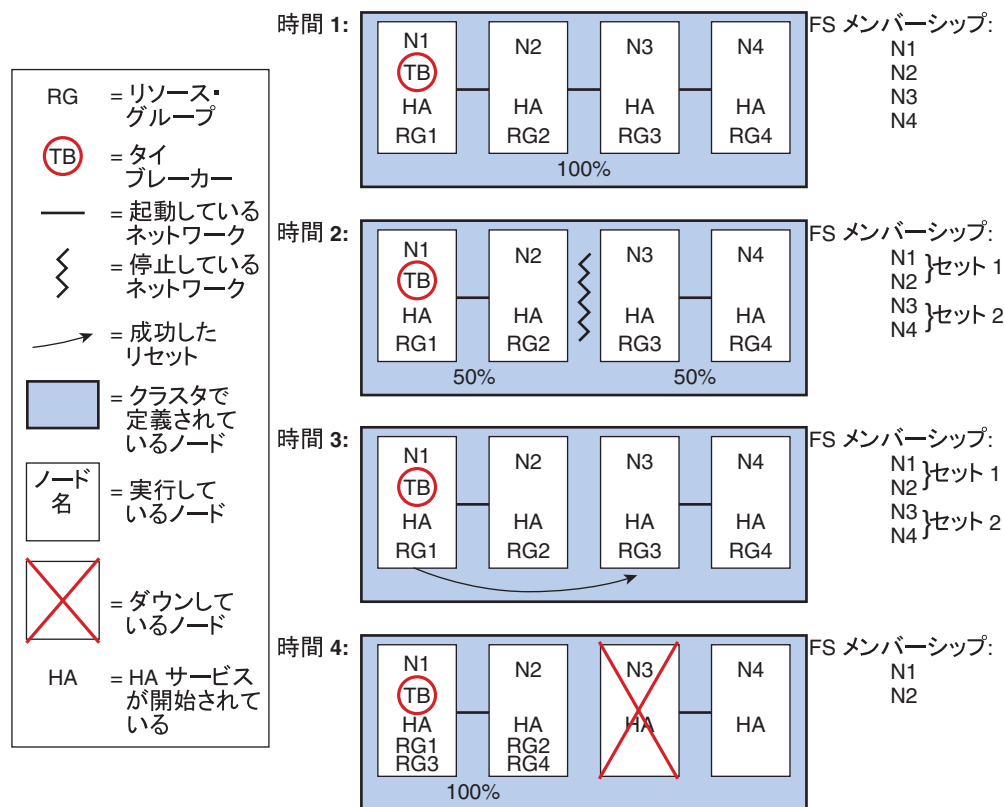 RG
= リソース・
グループ
TB
= タイ
ブレーカー
= 起動している
ネットワーク
= 停止している
ネットワーク
= 成功した
リセット
= クラスタで
定義されて
いるノード
ノード
名
= 実行して
いるノード
= ダウンして
いるノード
HA
= HA サービス
が開始されて
いる
時間 1:
N1
TB
HA
RG1
N2
HA
RG2
N3
HA
RG3
N4
HA
RG4
100%
FS メンバーシップ:
N1
N2
N3
N4
時間 2:
N1
TB
HA
RG1
N2
HA
RG2
N3
HA
RG3
N4
HA
RG4
50%
50%
FS メンバーシップ:
N1
N2
}セット 1
N3
N4
}セット 2
時間 3:
N1
TB
HA
RG1
N2
HA
RG2
N3
HA
RG3
N4
HA
RG4
FS メンバーシップ:
N1
N2
}セット 1
N3
N4
}セット 2
時間 4:
N1
TB
HA
RG1
RG3
N2
HA
RG2
RG4
N3
HA
N4
HA
100%
FS メンバーシップ:
N1
N2